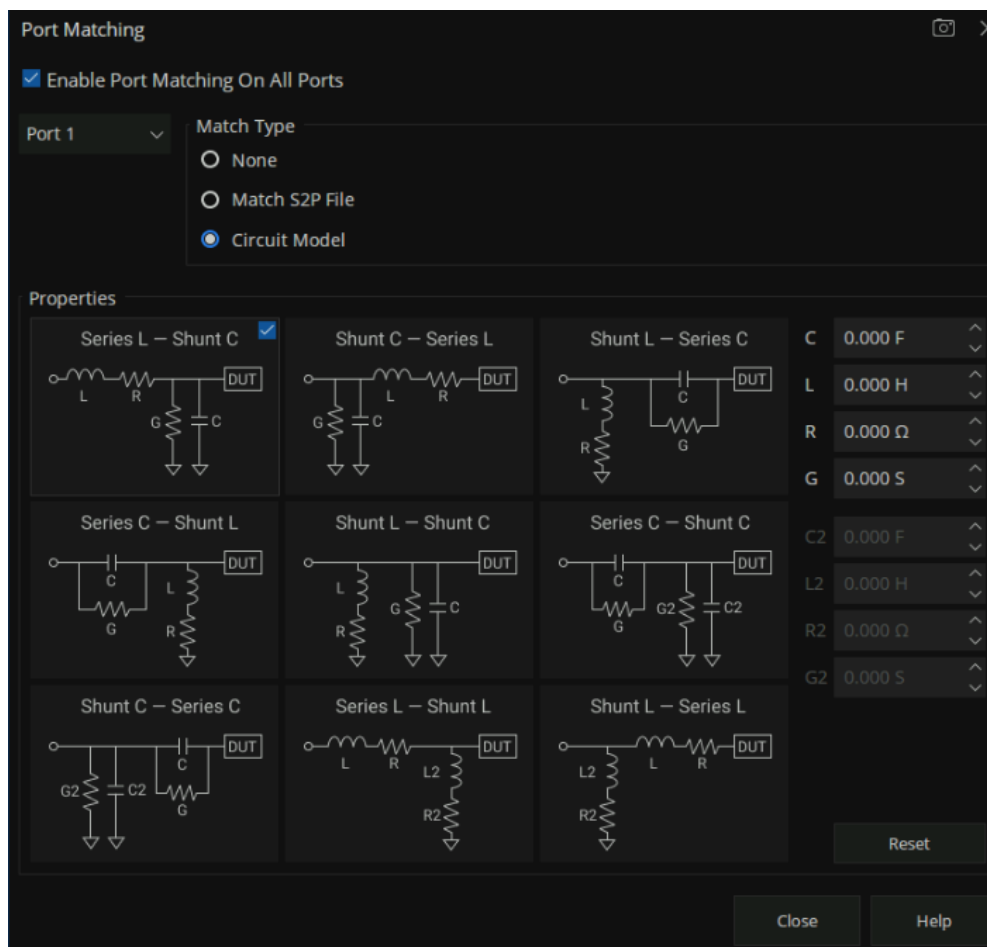 Port Matching
Enable Port Matching On All Ports
Port 1
Match Type
None
Match S2P File
Circuit Model
Properties
Series L — Shunt C
L
R
G
C
DUT
Shunt C — Series L
G
C
L
R
DUT
Shunt L — Series C
L
R
C
G
DUT
Series C — Shunt L
C
G
L
R
DUT
Shunt L — Shunt C
L
R
G
C
DUT
Series C — Shunt C
C
G
G2
C2
DUT
Shunt C — Series C
G2
C2
C
G
DUT
Series L — Shunt L
L
R
L2
R2
DUT
Shunt L — Series L
L2
R2
L
R
DUT
C 0.000 F
L 0.000 H
R 0.000 Ω
G 0.000 S
C2 0.000 F
L2 0.000 H
R2 0.000 Ω
G2 0.000 S
Reset
Close
Help